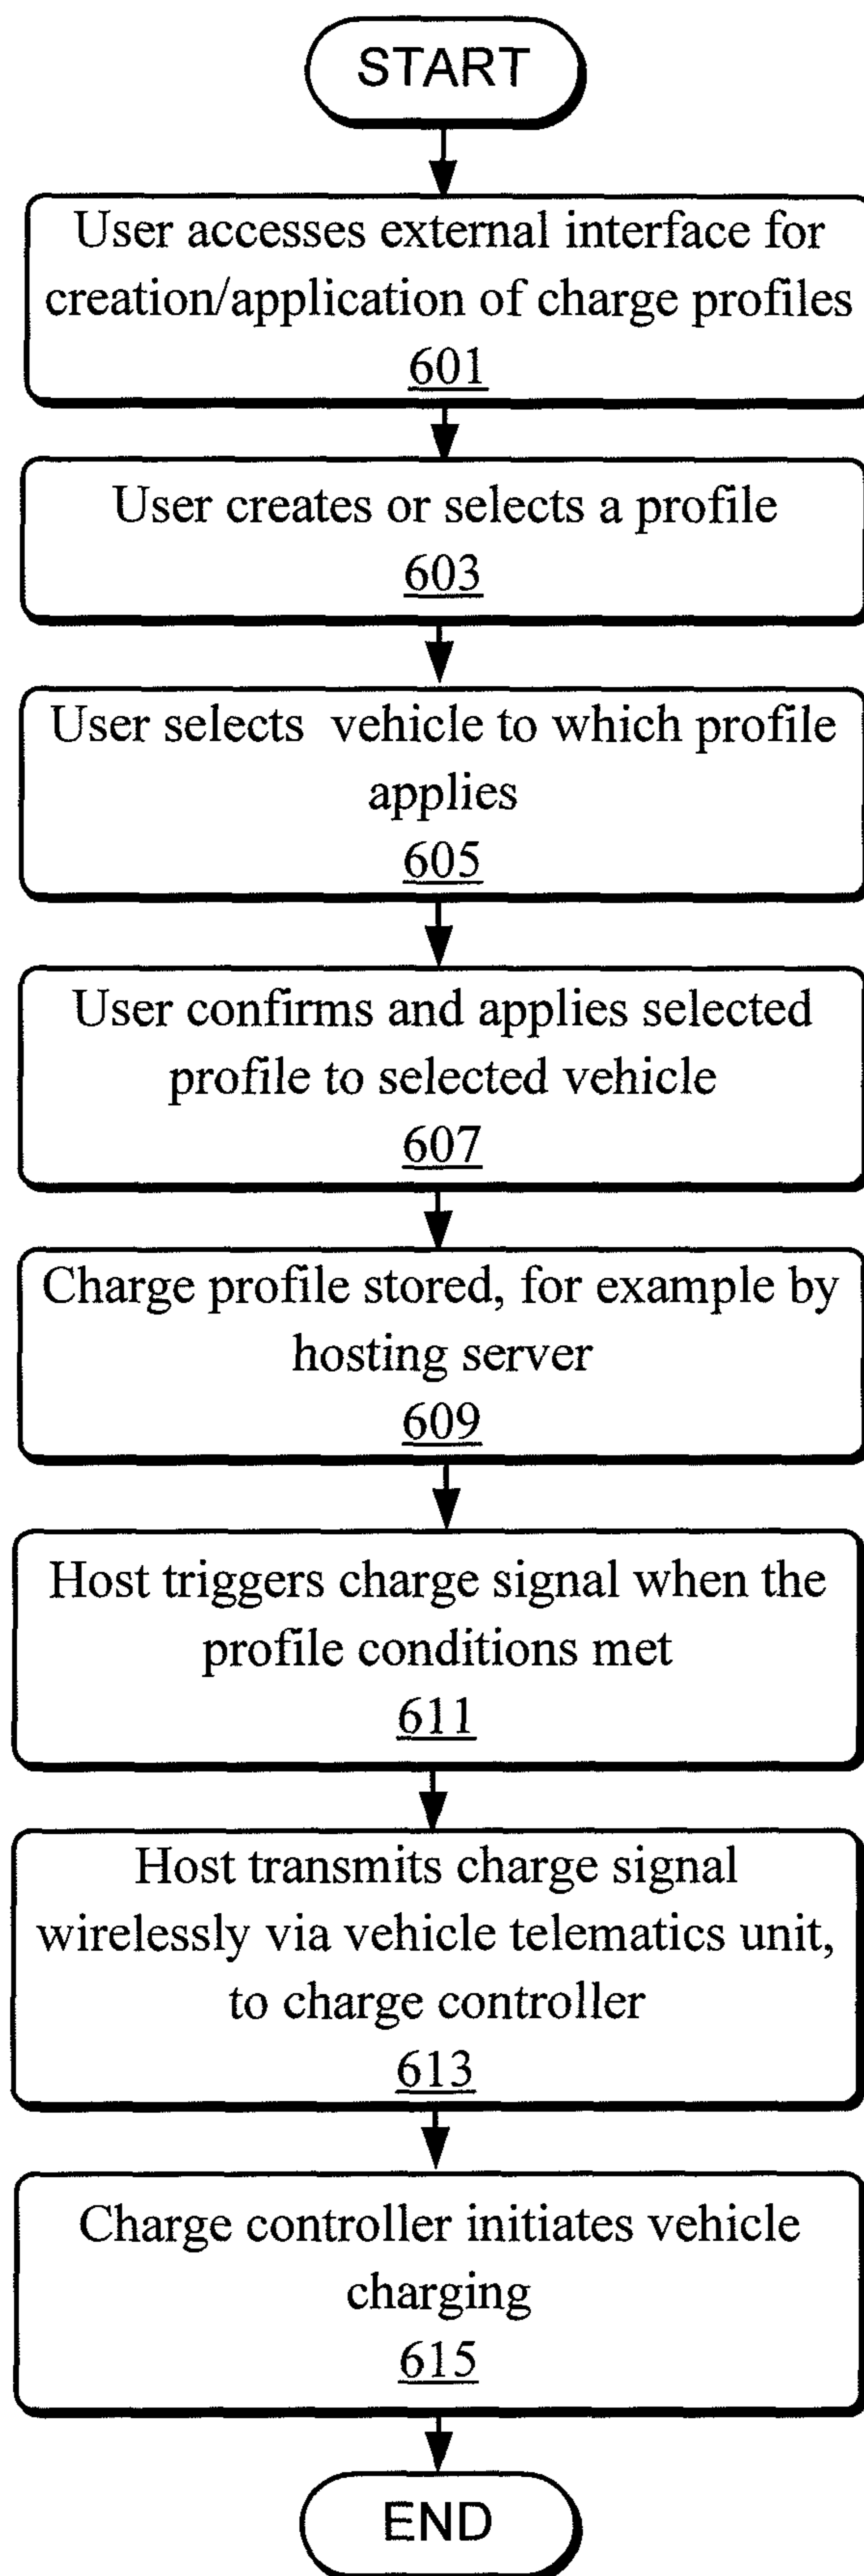 START
User accesses external interface for
creation/application of charge profiles
601
User creates or selects a profile
603
User selects vehicle to which profile
applies
605
User confirms and applies selected
profile to selected vehicle
607
Charge profile stored, for example by
hosting server
609
Host triggers charge signal when the
profile conditions met
611
Host transmits charge signal
wirelessly via vehicle telematics unit,
to charge controller
613
Charge controller initiates vehicle
charging
615
END